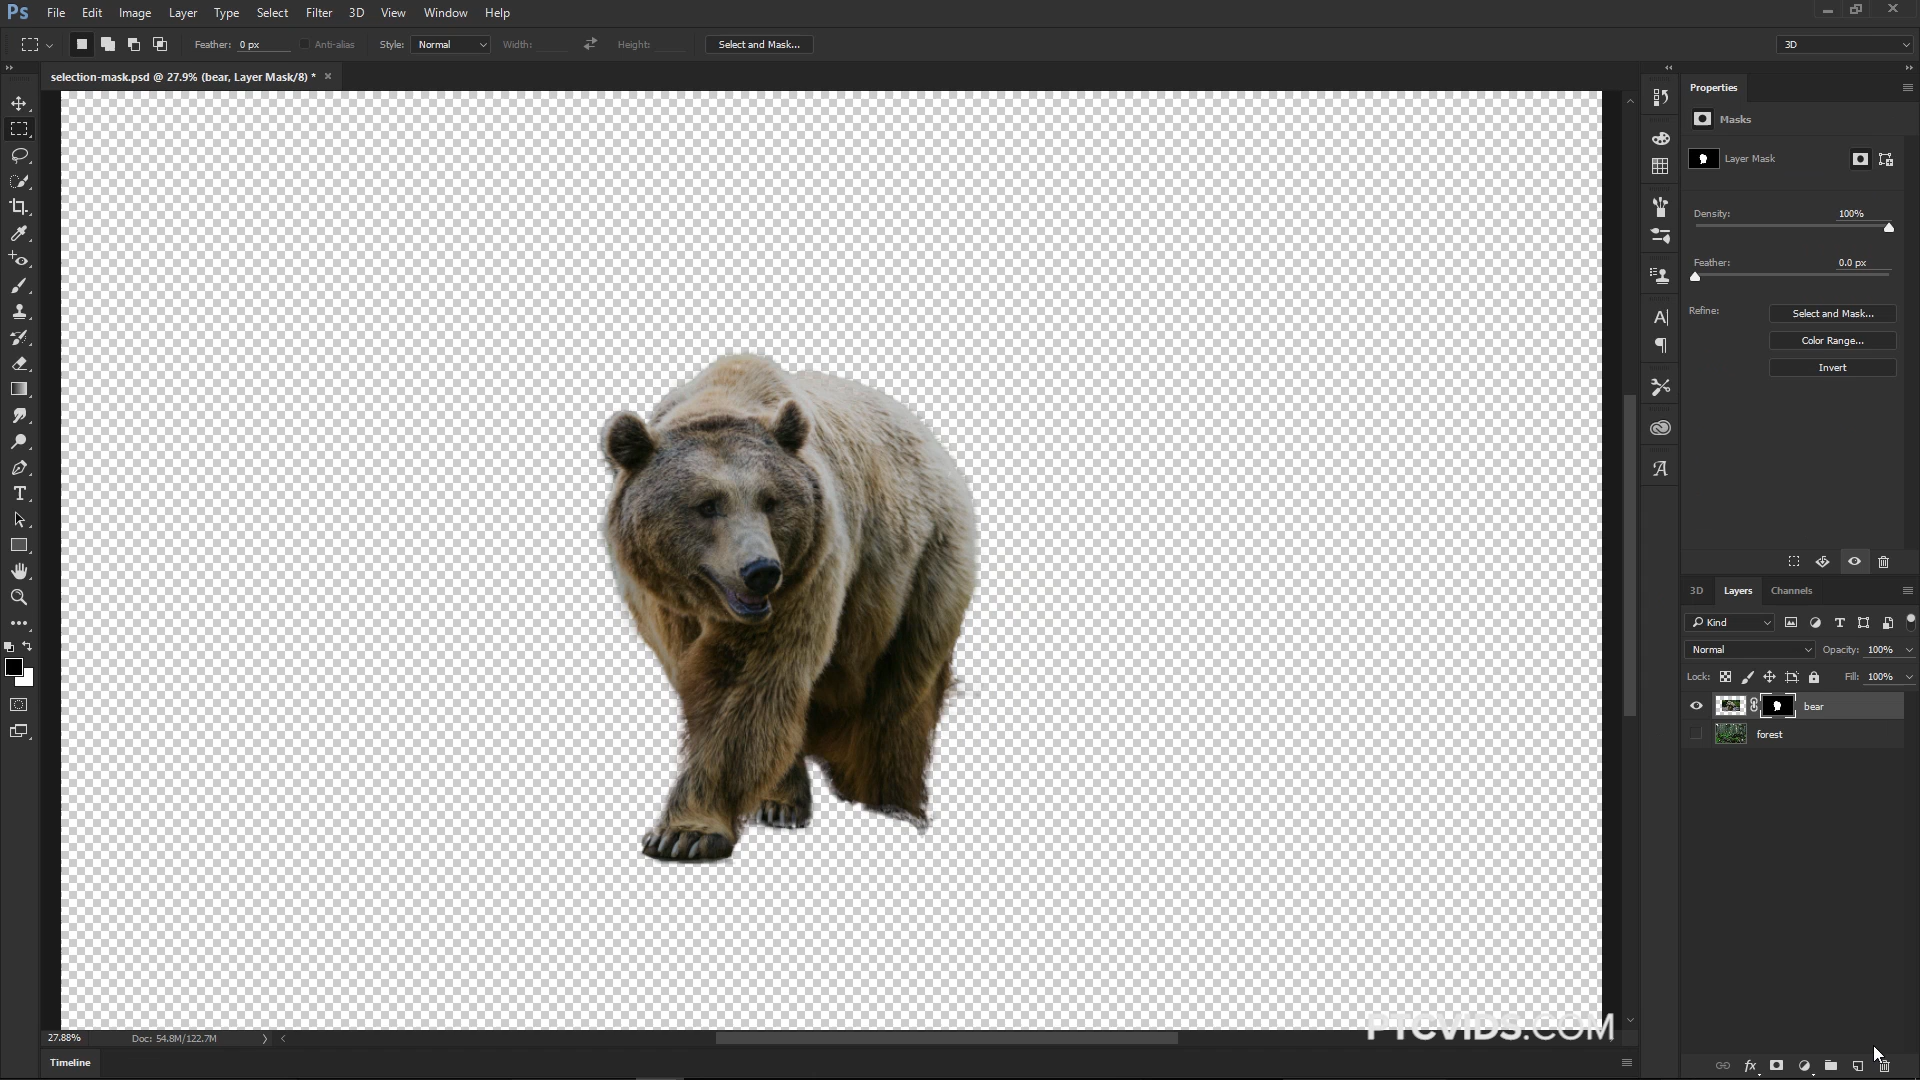 Ps File Edit Image Layer Type Select Filter 3D View Window Help
Feather: 0 px Anti-alias Style: Normal Width: Height: Select and Mask... 3D
selection-mask.psd @ 27.9% (bear, Layer Mask/8) * ×
Properties
Masks
Layer Mask
Density: 100%
Feather: 0.0 px
Refine: Select and Mask...
Color Range...
Invert
3D Layers Channels
Kind
Normal Opacity: 100%
Lock: Fill: 100%
bear
forest
fx
PTCVIDS.COM
27.88% Doc: 54.8M/122.7M
Timeline